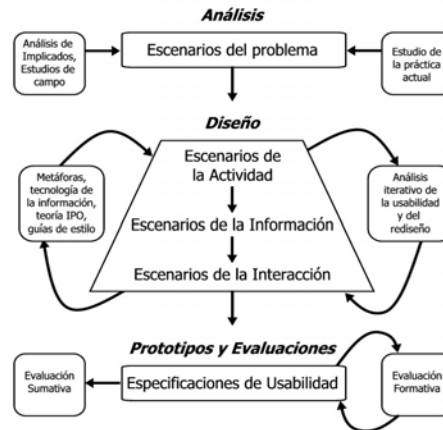 Análisis
Análisis de
Implicados,
Estudios de
campo
Escenarios del problema
Estudio de
la práctica
actual
Diseño
Metáforas,
tecnología de
la información,
teoría IPO,
guías de estilo
Escenarios de
la Actividad
Escenarios de la Información
Escenarios de la Interacción
Análisis
iterativo de
la usabilidad
y del
rediseño
Prototipos y Evaluaciones
Evaluación
Sumativa
Especificaciones de Usabilidad
Evaluación
Formativa